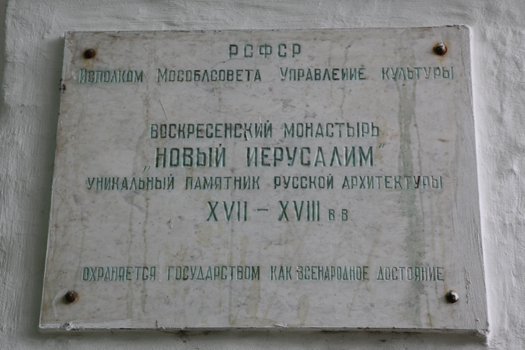 РСФСР
Исполком Мособлсовета Управление культуры
Воскресенский монастырь
„НОВЫЙ ИЕРУСАЛИМ"
уникальный памятник русской архитектуры
XVII – XVIII в.в
охраняется государством как всенародное достояние